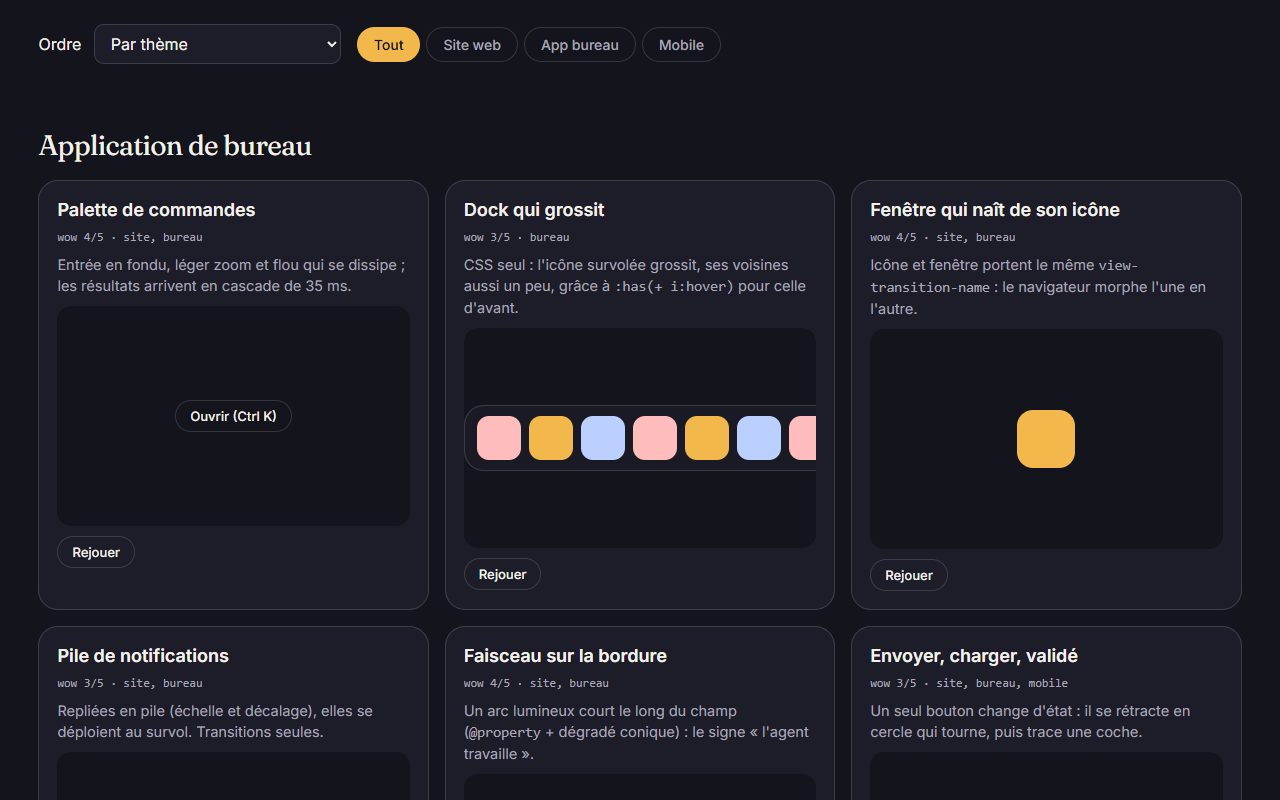 Ordre
Par thème
Tout
Site web
App bureau
Mobile
Application de bureau
Palette de commandes
wow 4/5 · site, bureau
Entrée en fondu, léger zoom et flou qui se dissipe ;
les résultats arrivent en cascade de 35 ms.
Ouvrir (Ctrl K)
Rejouer
Dock qui grossit
wow 3/5 · bureau
CSS seul : l'icône survolée grossit, ses voisines
aussi un peu, grâce à :has(+ i:hover) pour celle
d'avant.
Rejouer
Fenêtre qui naît de son icône
wow 4/5 · site, bureau
Icône et fenêtre portent le même view-
transition-name : le navigateur morphe l'une en
l'autre.
Rejouer
Pile de notifications
wow 3/5 · site, bureau
Repliées en pile (échelle et décalage), elles se
déploient au survol. Transitions seules.
Faisceau sur la bordure
wow 4/5 · site, bureau
Un arc lumineux court le long du champ
(@property + dégradé conique) : le signe « l'agent
travaille ».
Envoyer, charger, validé
wow 3/5 · site, bureau, mobile
Un seul bouton change d'état : il se rétracte en
cercle qui tourne, puis trace une coche.